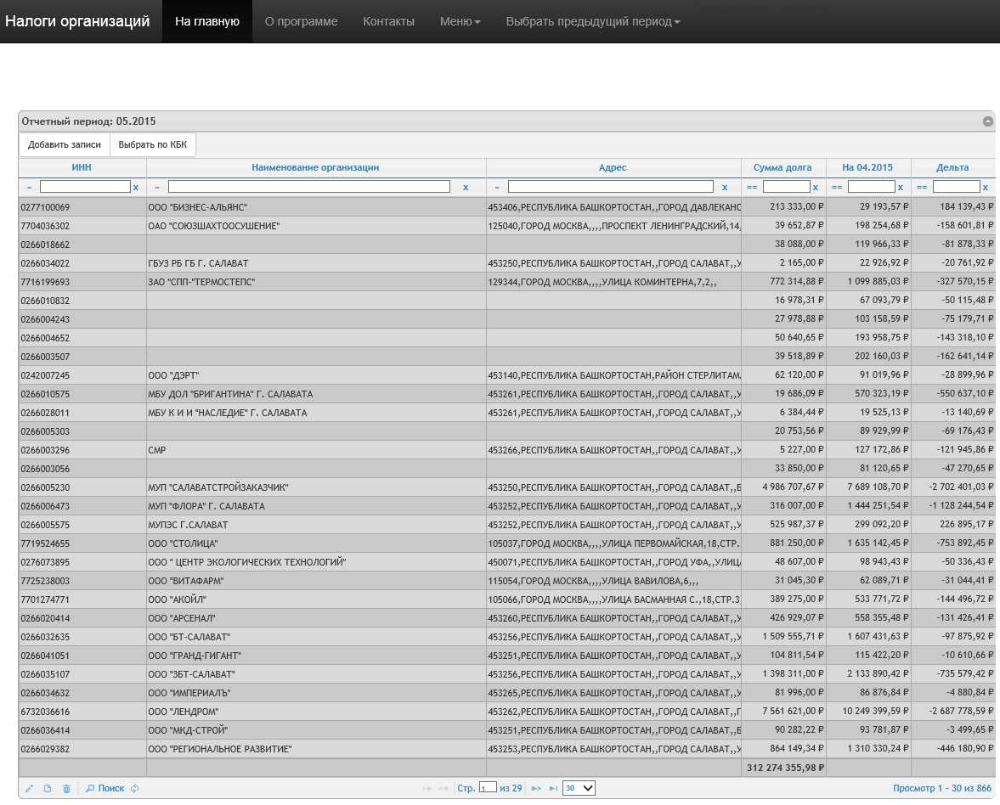 Налоги организаций На главную О программе Контакты Меню Выбрать предыдущий период
Отчетный период: 05.2015
Добавить записи Выбрать по КБК
ИНН Наименование организации Адрес Сумма долга На 04.2015 Дельта
~ x ~ x ~ x == x == x == x
0277100069 ООО "БИЗНЕС-АЛЬЯНС" 453406,РЕСПУБЛИКА БАШКОРТОСТАН,,ГОРОД ДАВЛЕКАНО 213 333,00 ₽ 29 193,57 ₽ 184 139,43 ₽
7704036302 ОАО "СОЮЗШАХТООСУШЕНИЕ" 125040,ГОРОД МОСКВА,,,,ПРОСПЕКТ ЛЕНИНГРАДСКИЙ,14, 39 652,87 ₽ 198 254,68 ₽ -158 601,81 ₽
0266018662 38 088,00 ₽ 119 966,33 ₽ -81 878,33 ₽
0266034022 ГБУЗ РБ ГБ Г. САЛАВАТ 453250,РЕСПУБЛИКА БАШКОРТОСТАН,,ГОРОД САЛАВАТ,,У 2 165,00 ₽ 22 926,92 ₽ -20 761,92 ₽
7716199693 ЗАО "СПП-"ТЕРМОСТЕПС" 129344,ГОРОД МОСКВА,,,,УЛИЦА КОМИНТЕРНА,7,2,, 772 314,88 ₽ 1 099 885,03 ₽ -327 570,15 ₽
0266010832 16 978,31 ₽ 67 093,79 ₽ -50 115,48 ₽
0266004243 27 978,88 ₽ 103 158,59 ₽ -75 179,71 ₽
0266004652 50 640,65 ₽ 193 958,75 ₽ -143 318,10 ₽
0266003507 39 518,89 ₽ 202 160,03 ₽ -162 641,14 ₽
0242007245 ООО "ДЭРТ" 453140,РЕСПУБЛИКА БАШКОРТОСТАН,РАЙОН СТЕРЛИТАМА 62 120,00 ₽ 91 019,96 ₽ -28 899,96 ₽
0266010575 МБУ ДОЛ "БРИГАНТИНА" Г. САЛАВАТА 453261,РЕСПУБЛИКА БАШКОРТОСТАН,,ГОРОД САЛАВАТ,,У 19 686,09 ₽ 570 323,19 ₽ -550 637,10 ₽
0266028011 МБУ К И И "НАСЛЕДИЕ" Г. САЛАВАТА 453261,РЕСПУБЛИКА БАШКОРТОСТАН,,ГОРОД САЛАВАТ,,У 6 384,44 ₽ 19 525,13 ₽ -13 140,69 ₽
0266005303 20 753,56 ₽ 89 929,99 ₽ -69 176,43 ₽
0266003296 СМР 453266,РЕСПУБЛИКА БАШКОРТОСТАН,,ГОРОД САЛАВАТ,,У 5 227,00 ₽ 127 172,86 ₽ -121 945,86 ₽
0266003056 33 850,00 ₽ 81 120,65 ₽ -47 270,65 ₽
0266005230 МУП "САЛАВАТСТРОЙЗАКАЗЧИК" 453250,РЕСПУБЛИКА БАШКОРТОСТАН,,ГОРОД САЛАВАТ,,Б 4 986 707,67 ₽ 7 689 108,70 ₽ -2 702 401,03 ₽
0266006473 МУП "ФЛОРА" Г. САЛАВАТА 453252,РЕСПУБЛИКА БАШКОРТОСТАН,,ГОРОД САЛАВАТ,,У 316 007,00 ₽ 1 444 251,54 ₽ -1 128 244,54 ₽
0266005575 МУПЭС Г.САЛАВАТ 453252,РЕСПУБЛИКА БАШКОРТОСТАН,,ГОРОД САЛАВАТ,,У 525 987,37 ₽ 299 092,20 ₽ 226 895,17 ₽
7719524655 ООО "СТОЛИЦА" 105037,ГОРОД МОСКВА,,,,УЛИЦА ПЕРВОМАЙСКАЯ,18,СТР. 881 250,00 ₽ 1 635 142,45 ₽ -753 892,45 ₽
0276073895 ООО " ЦЕНТР ЭКОЛОГИЧЕСКИХ ТЕХНОЛОГИЙ" 450071,РЕСПУБЛИКА БАШКОРТОСТАН,,ГОРОД УФА,,УЛИЦА 48 607,00 ₽ 98 943,43 ₽ -50 336,43 ₽
7725238003 ООО "ВИТАФАРМ" 115054,ГОРОД МОСКВА,,,,УЛИЦА ВАВИЛОВА,6,,, 31 045,30 ₽ 62 089,71 ₽ -31 044,41 ₽
7701274771 ООО "АКОЙЛ" 105066,ГОРОД МОСКВА,,,,УЛИЦА БАСМАННАЯ С.,18,СТР.3 389 275,00 ₽ 533 771,72 ₽ -144 496,72 ₽
0266020414 ООО "АРСЕНАЛ" 453260,РЕСПУБЛИКА БАШКОРТОСТАН,,ГОРОД САЛАВАТ,,У 426 929,07 ₽ 558 355,48 ₽ -131 426,41 ₽
0266032635 ООО "БТ-САЛАВАТ" 453256,РЕСПУБЛИКА БАШКОРТОСТАН,,ГОРОД САЛАВАТ,,У 1 509 555,71 ₽ 1 607 431,63 ₽ -97 875,92 ₽
0266041051 ООО "ГРАНД-ГИГАНТ" 453251,РЕСПУБЛИКА БАШКОРТОСТАН,,ГОРОД САЛАВАТ,,У 104 811,54 ₽ 115 422,20 ₽ -10 610,66 ₽
0266035107 ООО "ЗБТ-САЛАВАТ" 453256,РЕСПУБЛИКА БАШКОРТОСТАН,,ГОРОД САЛАВАТ,,У 1 398 311,00 ₽ 2 133 890,42 ₽ -735 579,42 ₽
0266034632 ООО "ИМПЕРИАЛЪ" 453265,РЕСПУБЛИКА БАШКОРТОСТАН,,ГОРОД САЛАВАТ,,У 81 996,00 ₽ 86 876,84 ₽ -4 880,84 ₽
6732036616 ООО "ЛЕНДРОМ" 453262,РЕСПУБЛИКА БАШКОРТОСТАН,,ГОРОД САЛАВАТ,,Г 7 561 621,00 ₽ 10 249 399,59 ₽ -2 687 778,59 ₽
0266036414 ООО "МКД-СТРОЙ" 453251,РЕСПУБЛИКА БАШКОРТОСТАН,,ГОРОД САЛАВАТ,,Б 90 282,22 ₽ 93 781,87 ₽ -3 499,65 ₽
0266029382 ООО "РЕГИОНАЛЬНОЕ РАЗВИТИЕ" 453253,РЕСПУБЛИКА БАШКОРТОСТАН,,ГОРОД САЛАВАТ,,У 864 149,34 ₽ 1 310 330,24 ₽ -446 180,90 ₽
312 274 355,98 ₽
Поиск Стр. 1 из 29 30 Просмотр 1 - 30 из 866